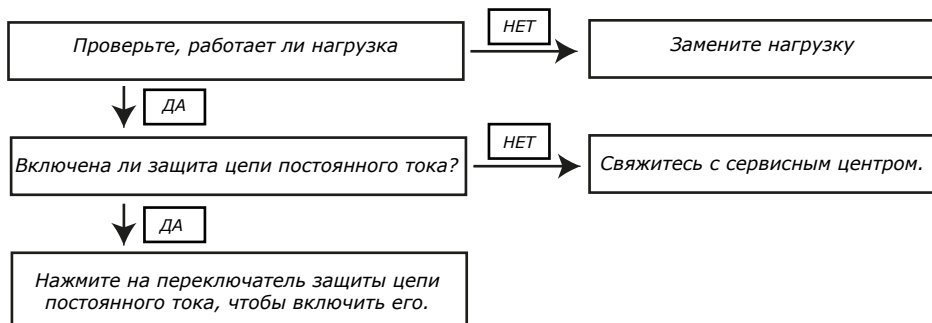 Проверьте, работает ли нагрузка
НЕТ
Замените нагрузку
ДА
Включена ли защита цепи постоянного тока?
НЕТ
Свяжитесь с сервисным центром.
ДА
Нажмите на переключатель защиты цепи
постоянного тока, чтобы включить его.